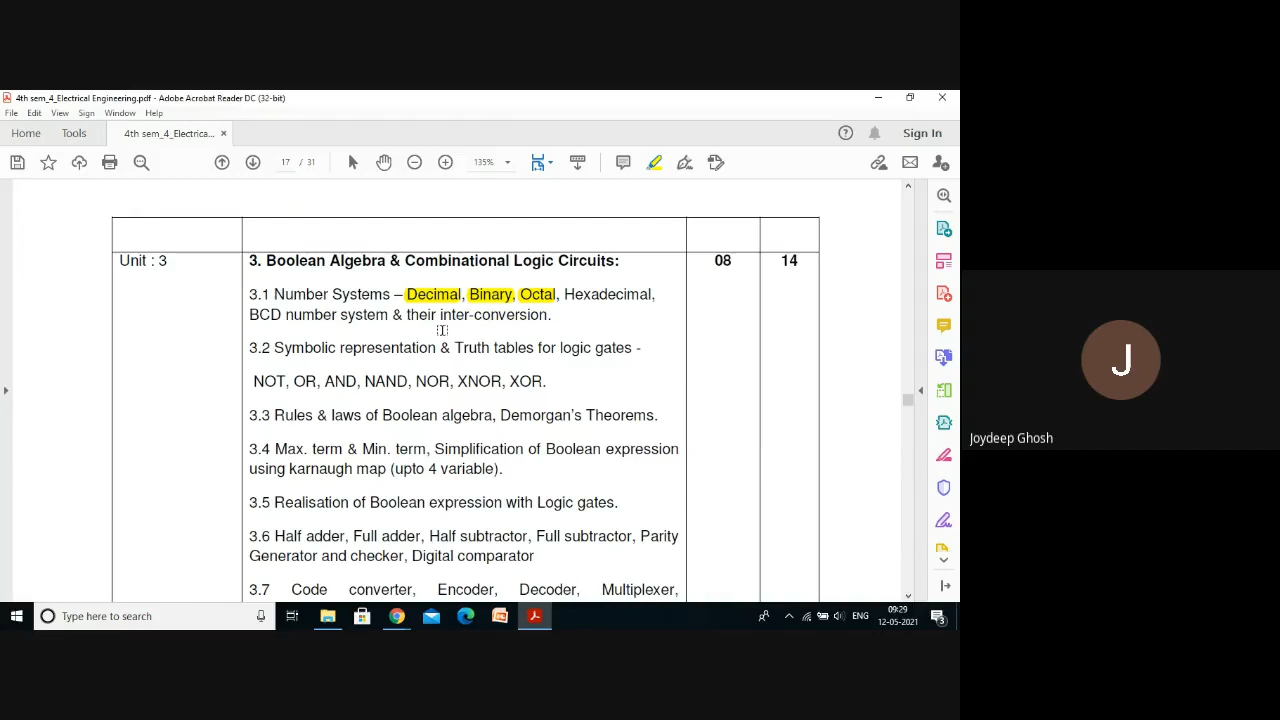 4th sem_4_Electrical Engineering.pdf - Adobe Acrobat Reader DC (32-bit)
File Edit View Sign Window Help
Home Tools 4th sem_4_Electrica... × Sign In
17 / 31 135%
Unit : 3 3. Boolean Algebra & Combinational Logic Circuits: 08 14
3.1 Number Systems – Decimal, Binary, Octal, Hexadecimal,
BCD number system & their inter-conversion.
3.2 Symbolic representation & Truth tables for logic gates -
NOT, OR, AND, NAND, NOR, XNOR, XOR.
3.3 Rules & laws of Boolean algebra, Demorgan's Theorems.
3.4 Max. term & Min. term, Simplification of Boolean expression
using karnaugh map (upto 4 variable).
3.5 Realisation of Boolean expression with Logic gates.
3.6 Half adder, Full adder, Half subtractor, Full subtractor, Parity
Generator and checker, Digital comparator
3.7 Code converter, Encoder, Decoder, Multiplexer,
Type here to search
ENG
09:29
12-05-2021
3
J
Joydeep Ghosh